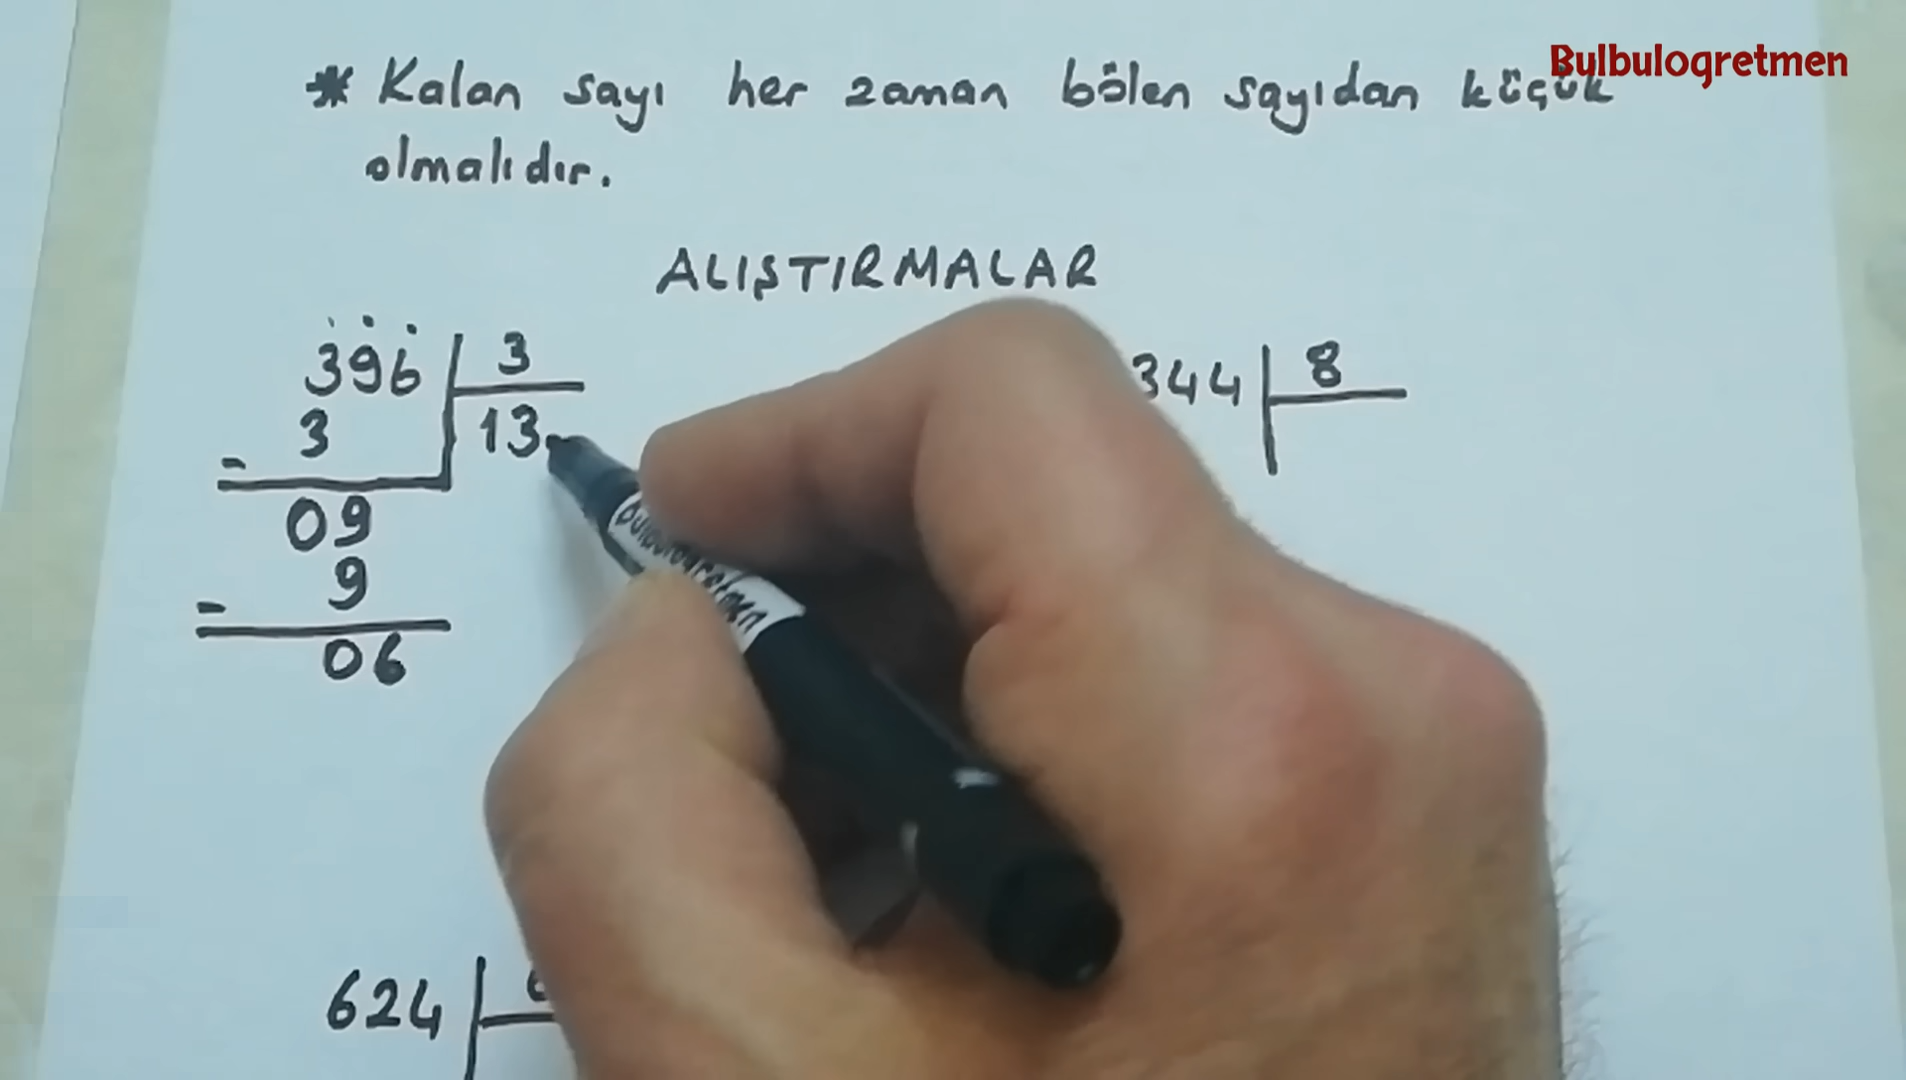 Bulbulogretmen
* Kalan sayı her zaman bölen sayıdan küçük
olmalıdır.
ALIŞTIRMALAR
396 3
3 13
-
09
9
-
06
344 8
bulbulogretmen
624